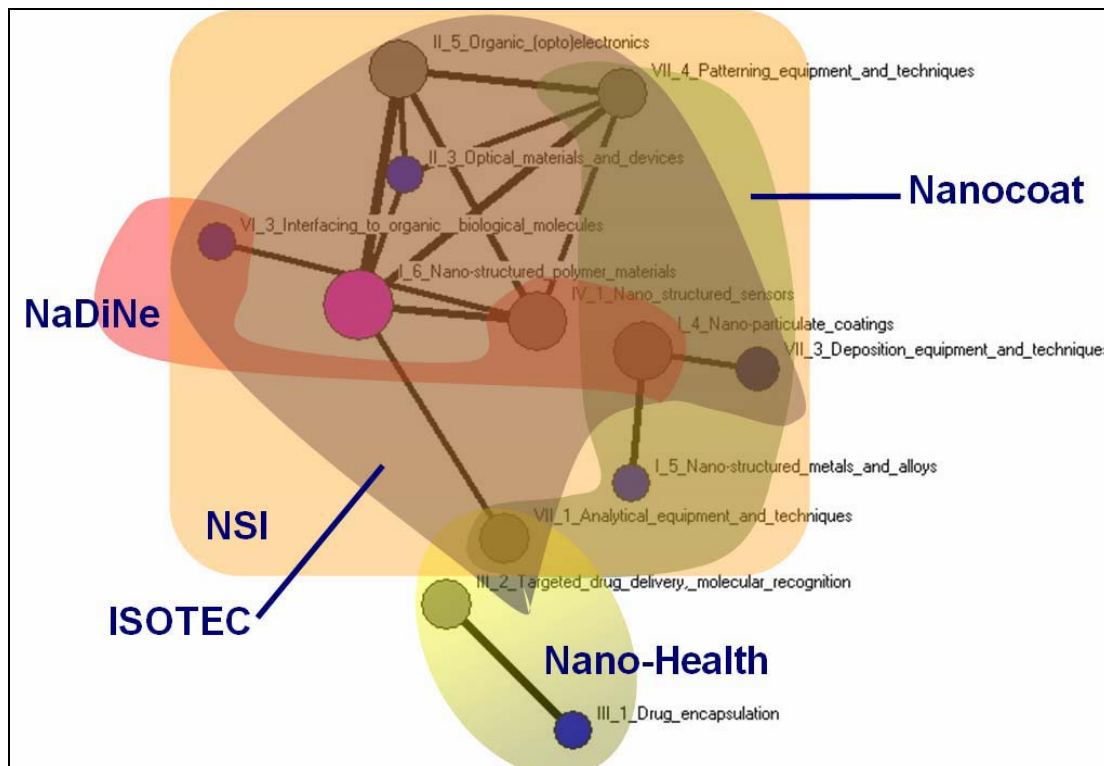 II_5_Organic_(opto)electronics
VII_4_Patterning_equipment_and_techniques
II_3_Optical_materials_and_devices
Nanocoat
VI_3_Interfacing_to_organic__biological_molecules
I_6_Nano-structured_polymer_materials
IV_1_Nano_structured_sensors
NaDiNe
I_4_Nano-particulate_coatings
VII_3_Deposition_equipment_and_techniques
I_5_Nano-structured_metals_and_alloys
NSI
VII_1_Analytical_equipment_and_techniques
III_2_Targeted_drug_delivery,_molecular_recognition
ISOTEC
Nano-Health
III_1_Drug_encapsulation